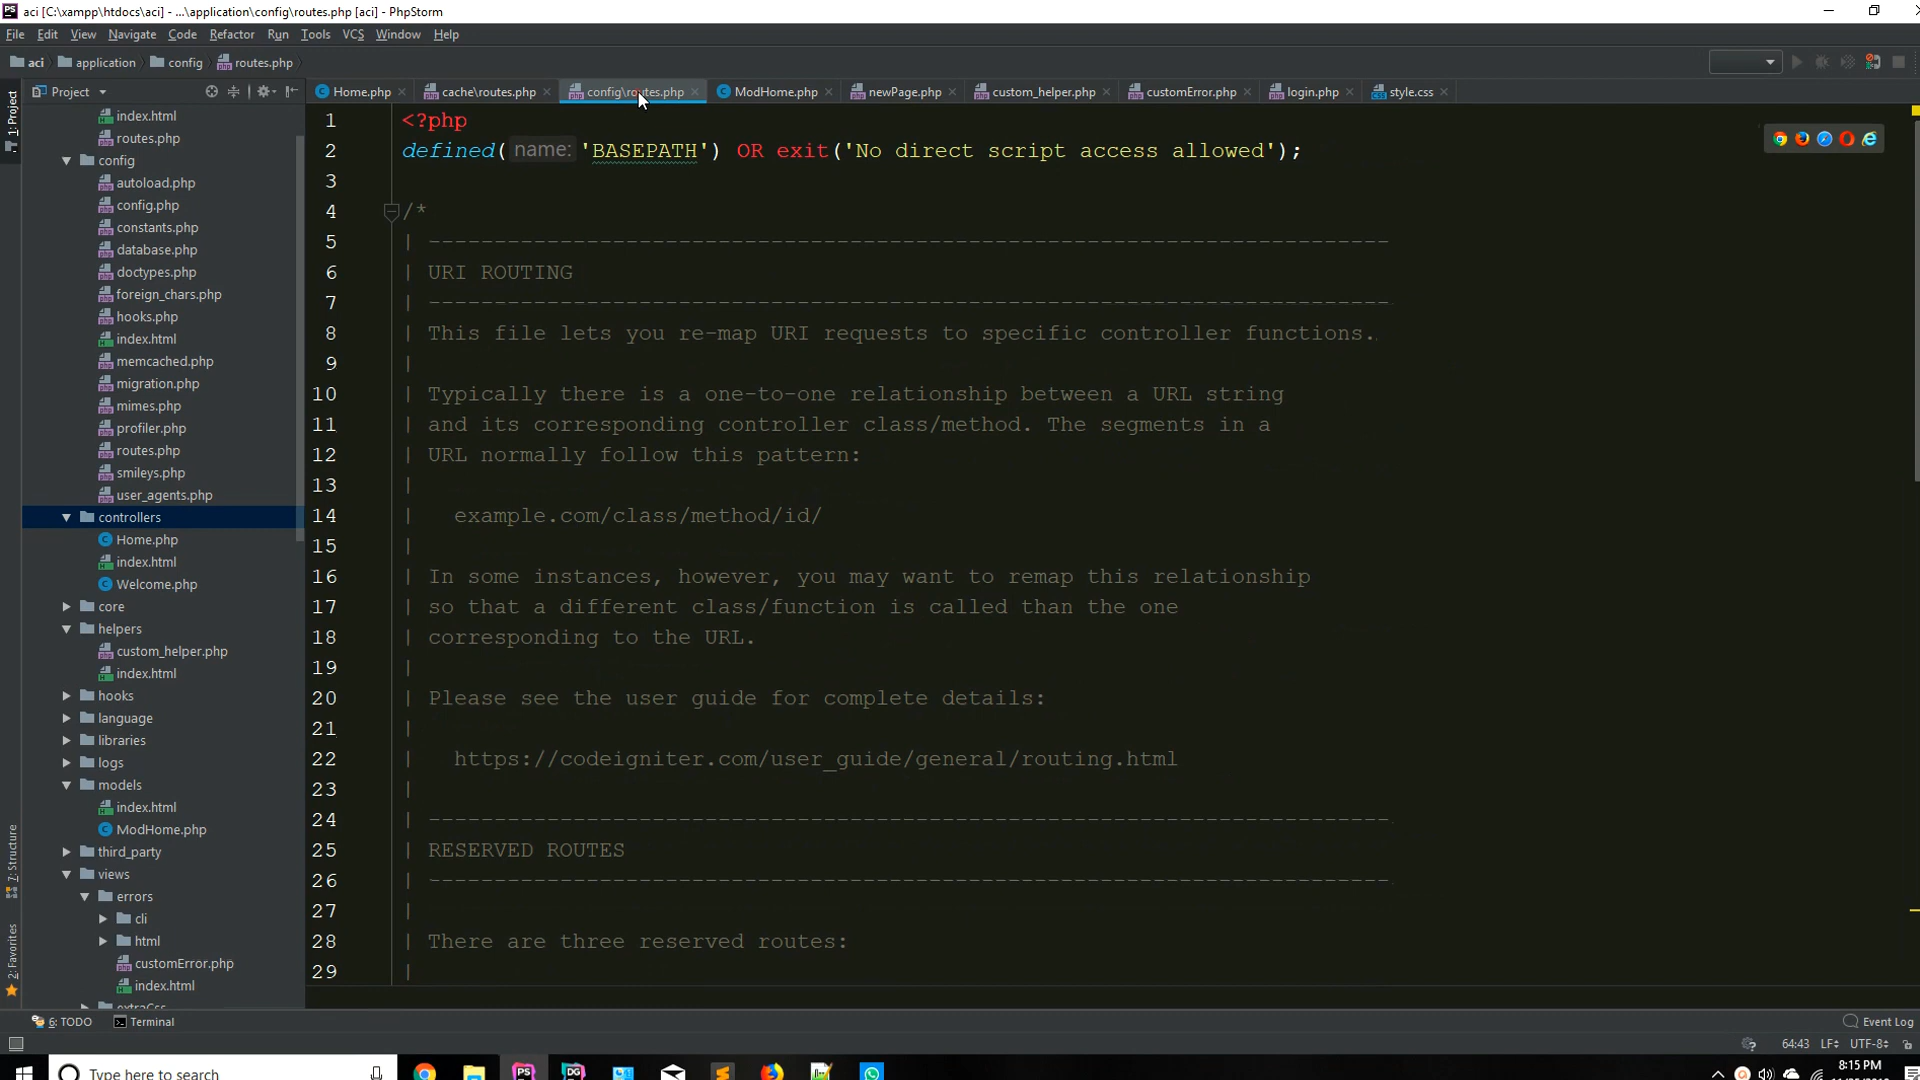 aci [C:\xampp\htdocs\aci] - ...\application\config\routes.php [aci] - PhpStorm
File Edit View Navigate Code Refactor Run Tools VCS Window Help
aci application config routes.php
Project
Home.php cache\routes.php config\routes.php ModHome.php newPage.php custom_helper.php customError.php login.php style.css
1: Project
7: Structure
2: Favorites
index.html
routes.php
config
autoload.php
config.php
constants.php
database.php
doctypes.php
foreign_chars.php
hooks.php
index.html
memcached.php
migration.php
mimes.php
profiler.php
routes.php
smileys.php
user_agents.php
controllers
Home.php
index.html
Welcome.php
core
helpers
custom_helper.php
index.html
hooks
language
libraries
logs
models
index.html
ModHome.php
third_party
views
errors
cli
html
customError.php
index.html
extraCss
1 <?php
2 defined( name: 'BASEPATH') OR exit('No direct script access allowed');
3
4 /*
5 | -------------------------------------------------------------------------
6 | URI ROUTING
7 | -------------------------------------------------------------------------
8 | This file lets you re-map URI requests to specific controller functions.
9 |
10 | Typically there is a one-to-one relationship between a URL string
11 | and its corresponding controller class/method. The segments in a
12 | URL normally follow this pattern:
13 |
14 | example.com/class/method/id/
15 |
16 | In some instances, however, you may want to remap this relationship
17 | so that a different class/function is called than the one
18 | corresponding to the URL.
19 |
20 | Please see the user guide for complete details:
21 |
22 | https://codeigniter.com/user_guide/general/routing.html
23 |
24 | -------------------------------------------------------------------------
25 | RESERVED ROUTES
26 | -------------------------------------------------------------------------
27 |
28 | There are three reserved routes:
29 |
6: TODO Terminal Event Log
64:43 LF UTF-8
Type here to search
8:15 PM